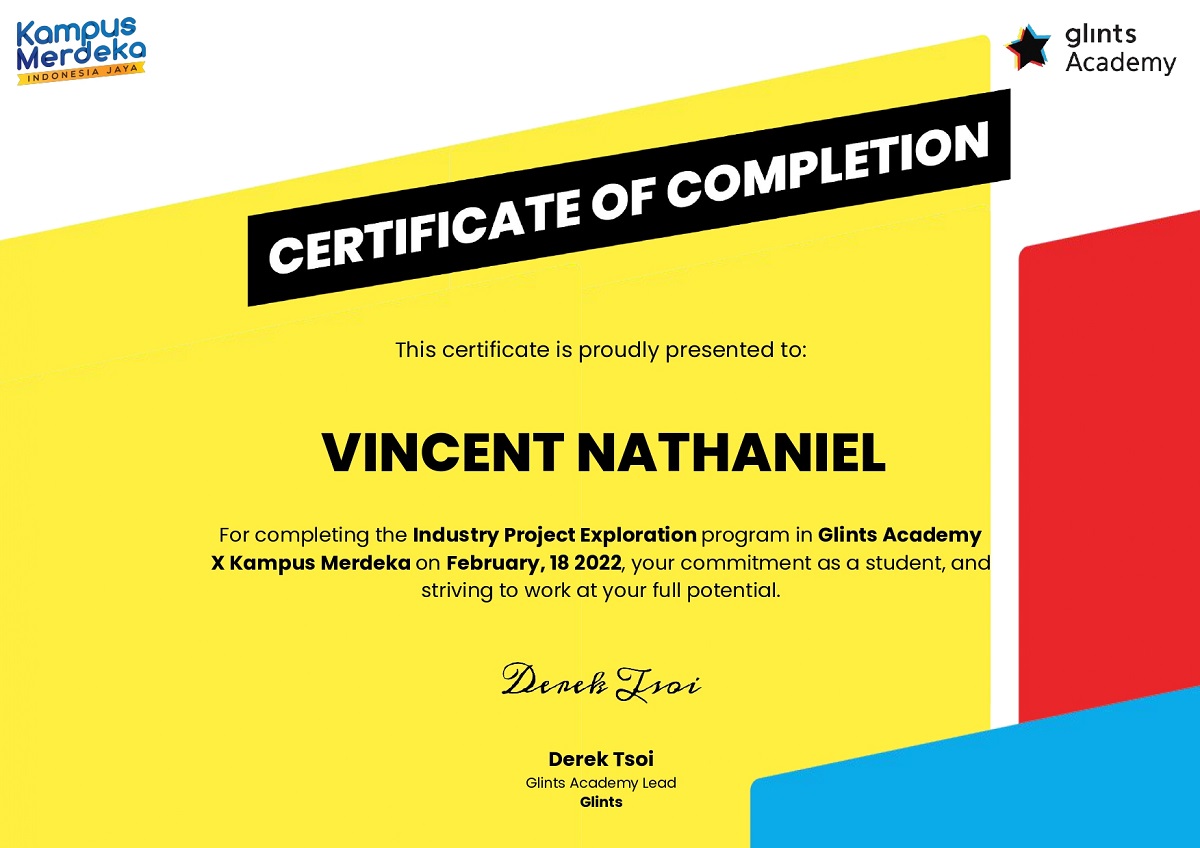 Kampus
Merdeka
INDONESIA JAYA
glints
Academy
CERTIFICATE OF COMPLETION
This certificate is proudly presented to:
VINCENT NATHANIEL
For completing the Industry Project Exploration program in Glints Academy
X Kampus Merdeka on February, 18 2022, your commitment as a student, and
striving to work at your full potential.
Derek Tsoi
Derek Tsoi
Glints Academy Lead
Glints